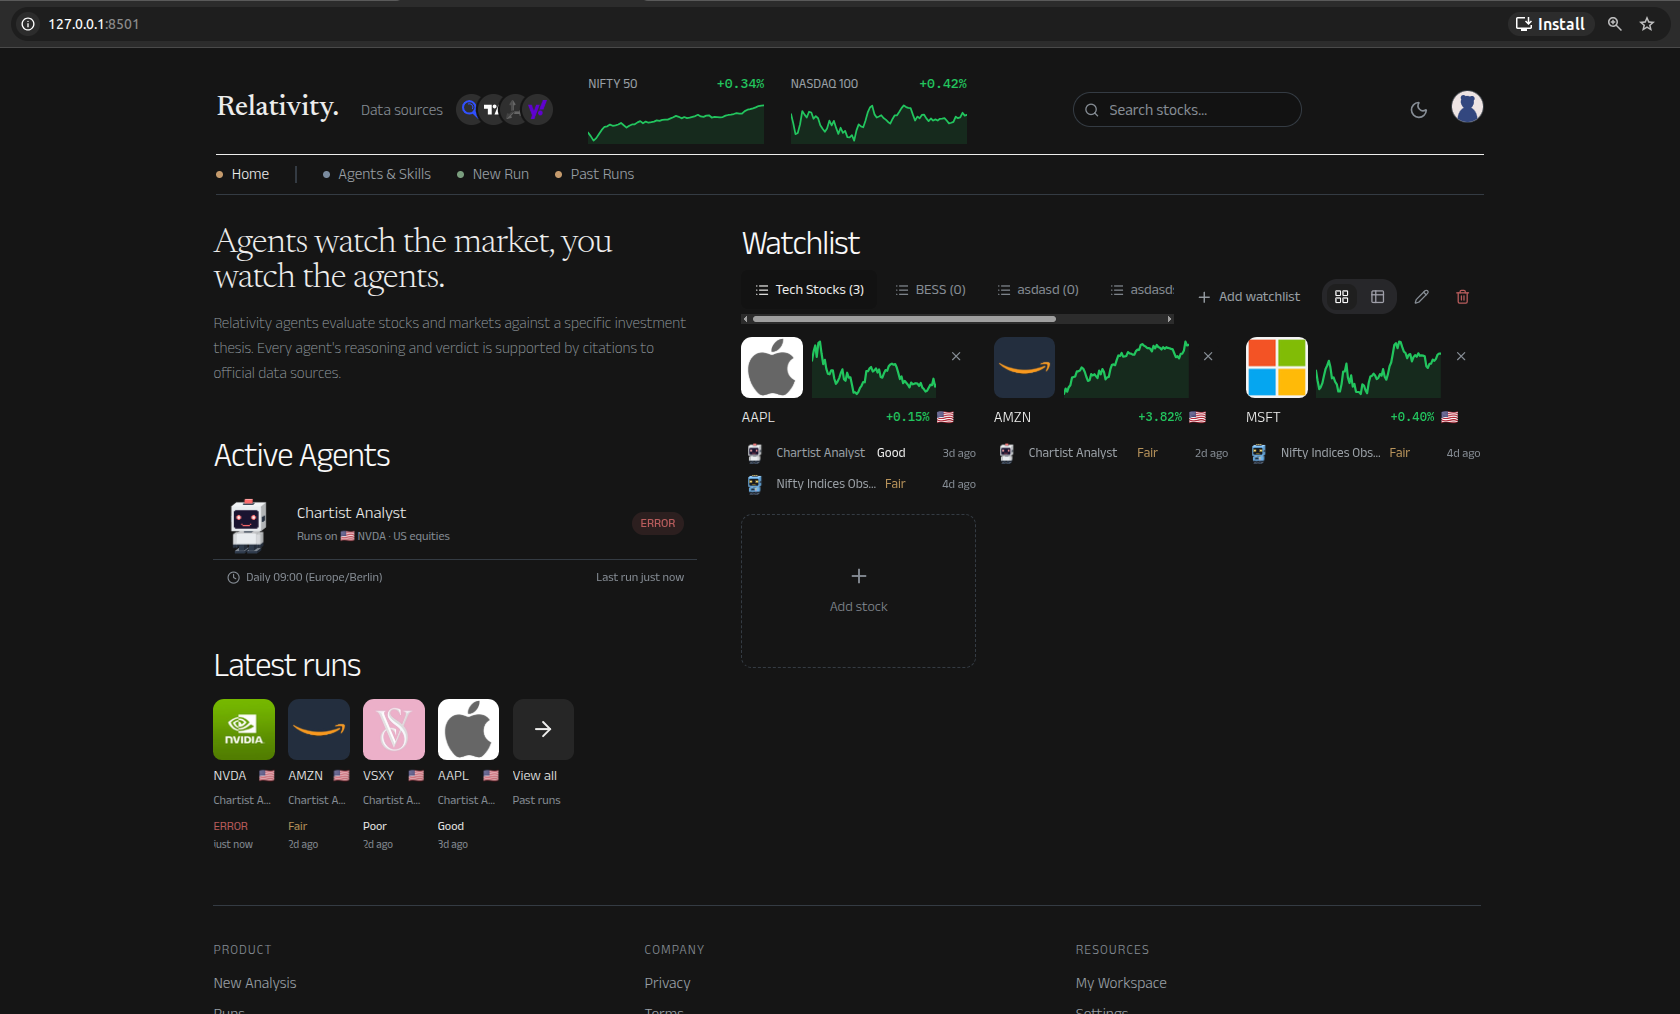 127.0.0.1:8501
Install
Relativity.
Data sources
NIFTY 50 +0.34%
NASDAQ 100 +0.42%
Search stocks...
Home
Agents & Skills
New Run
Past Runs
Agents watch the market, you
watch the agents.
Relativity agents evaluate stocks and markets against a specific investment
thesis. Every agent's reasoning and verdict is supported by citations to
official data sources.
Active Agents
Chartist Analyst
Runs on 🇺🇸 NVDA · US equities
ERROR
Daily 09:00 (Europe/Berlin)
Last run just now
Latest runs
NVIDIA
NVDA
Chartist A...
ERROR
just now
AMZN
Chartist A...
Fair
2d ago
VS
VSXY
Chartist A...
Poor
2d ago
AAPL
Chartist A...
Good
3d ago
View all
Past runs
Watchlist
Tech Stocks (3)
BESS (0)
asdasd (0)
asdasd
Add watchlist
AAPL +0.15%
Chartist Analyst Good 3d ago
Nifty Indices Obs... Fair 4d ago
AMZN +3.82%
Chartist Analyst Fair 2d ago
MSFT +0.40%
Nifty Indices Obs... Fair 4d ago
Add stock
PRODUCT
New Analysis
Runs
COMPANY
Privacy
Terms
RESOURCES
My Workspace
Settings